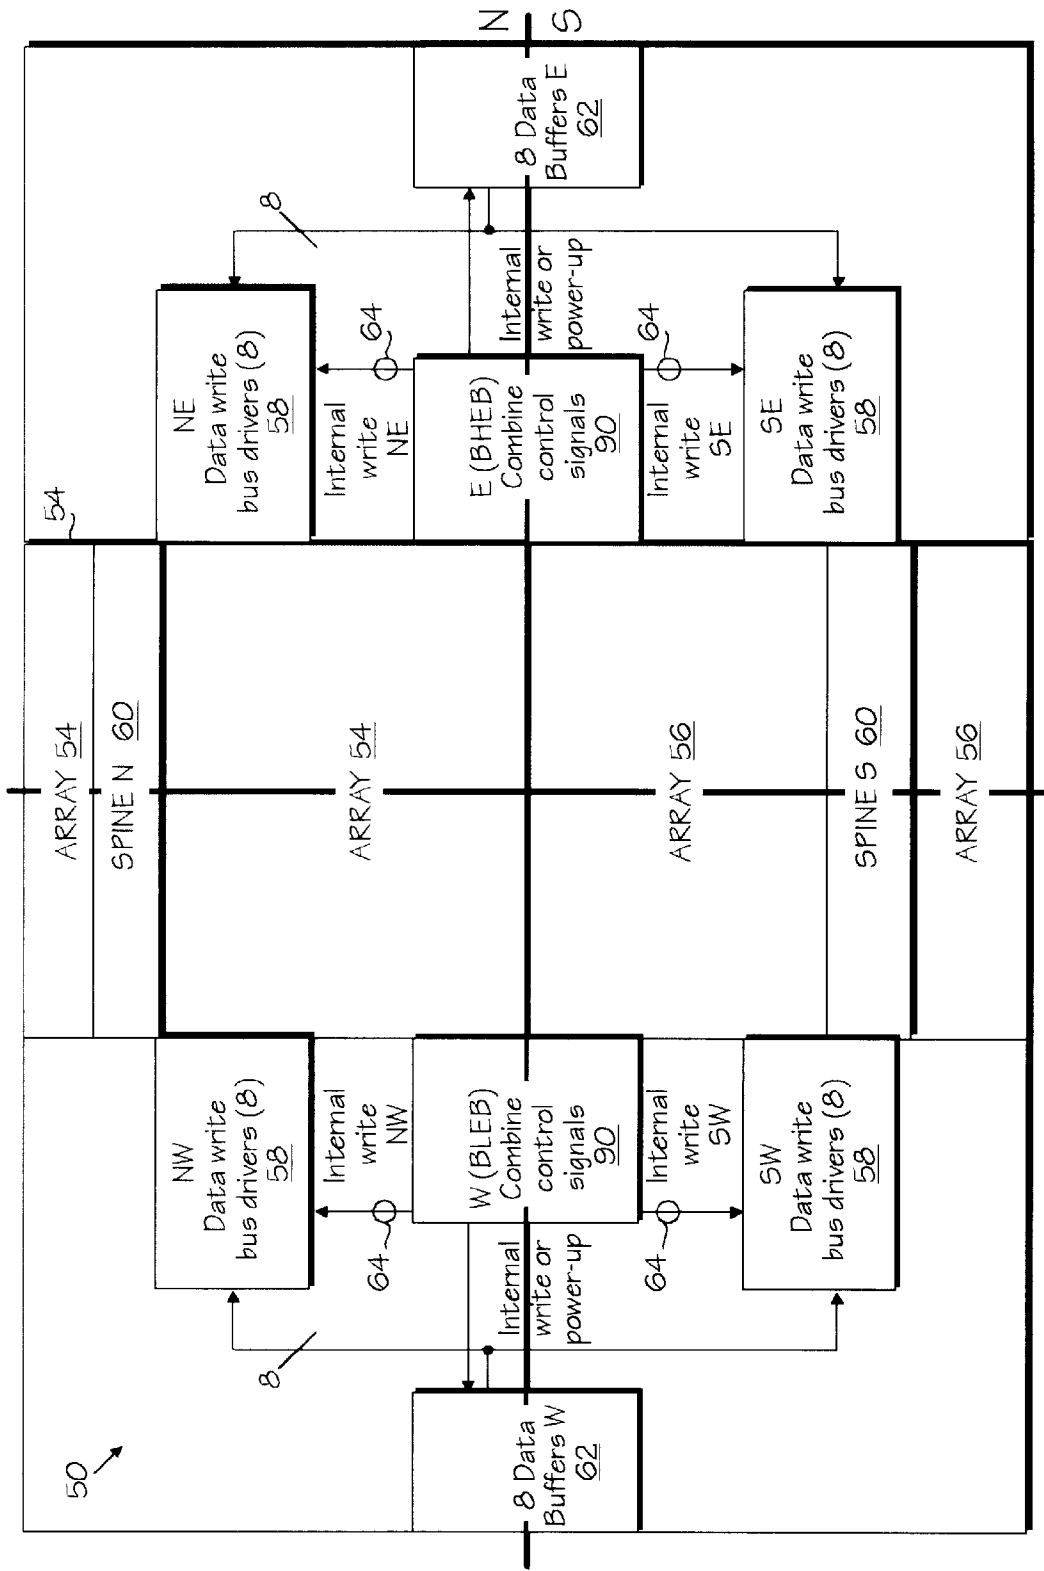 50
8
NW
Data write
bus drivers (8)
58
Internal
write
NW
64
8 Data
Buffers W
62
Internal
write or
power-up
W (BLEB)
Combine
control
signals
90
64
Internal
write
SW
SW
Data write
bus drivers (8)
58
ARRAY 54
SPINE N 60
ARRAY 54
ARRAY 56
SPINE S 60
ARRAY 56
54
NE
Data write
bus drivers (8)
58
8
Internal
write
NE
64
E (BHEB)
Combine
control
signals
90
Internal
write or
power-up
8 Data
Buffers E
62
Internal
write
SE
64
SE
Data write
bus drivers (8)
58
N
S